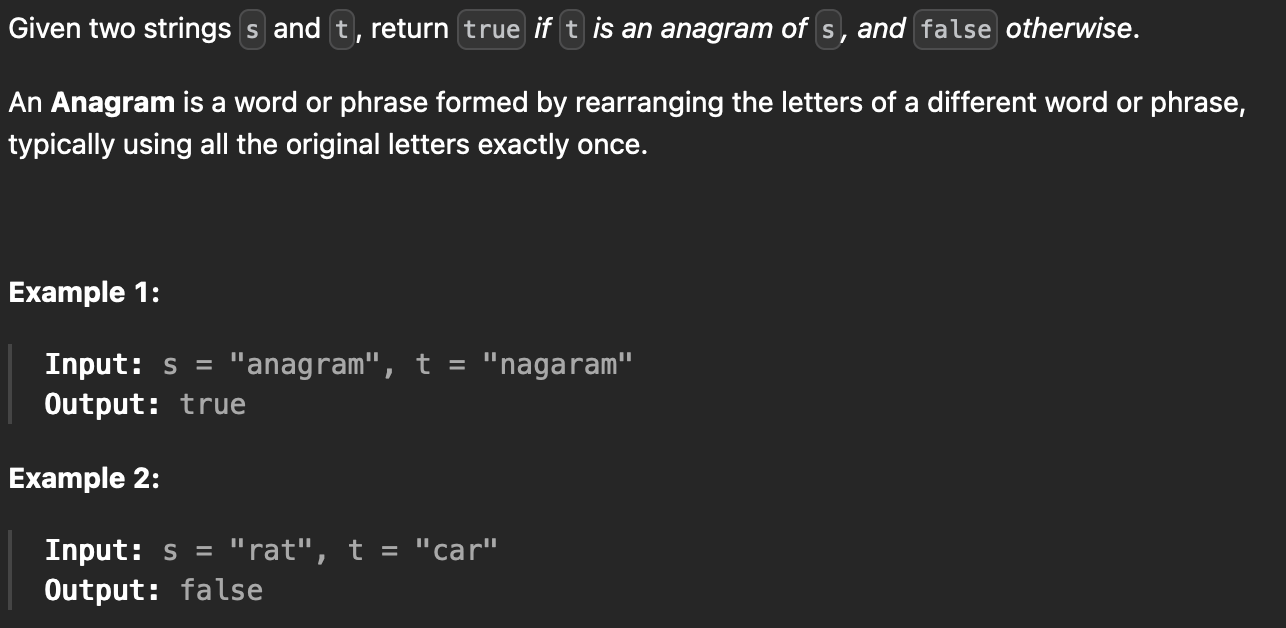 Given two strings s and t, return true if t is an anagram of s, and false otherwise.
An Anagram is a word or phrase formed by rearranging the letters of a different word or phrase,
typically using all the original letters exactly once.
Example 1:
Input: s = "anagram", t = "nagaram"
Output: true
Example 2:
Input: s = "rat", t = "car"
Output: false